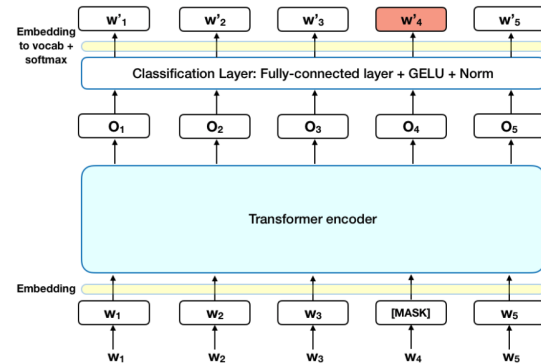 Embedding
to vocab +
softmax
w'1 w'2 w'3 w'4 w'5
Classification Layer: Fully-connected layer + GELU + Norm
O1 O2 O3 O4 O5
Transformer encoder
Embedding
W1 W2 W3 [MASK] W5
W1 W2 W3 W4 W5